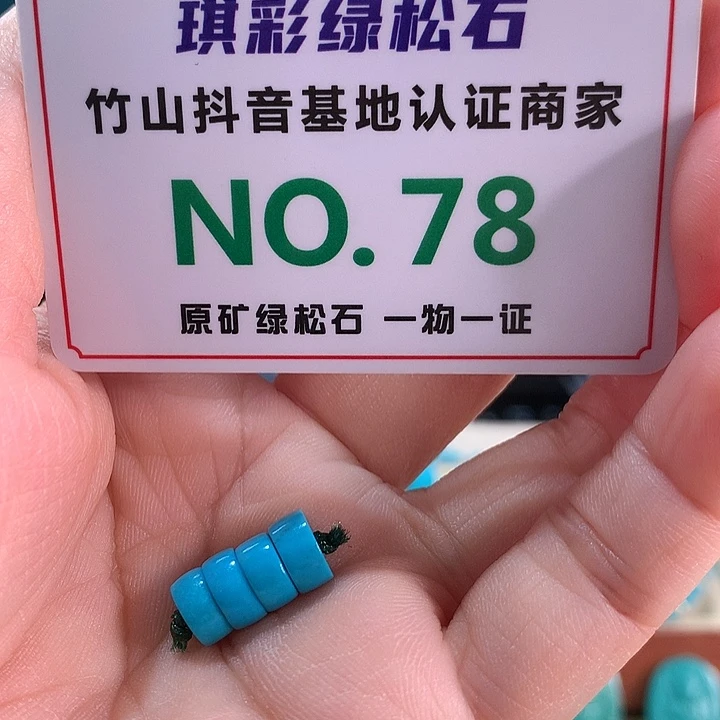 琪彩绿松石
竹山抖音基地认证商家
NO.78
原矿绿松石 一物一证